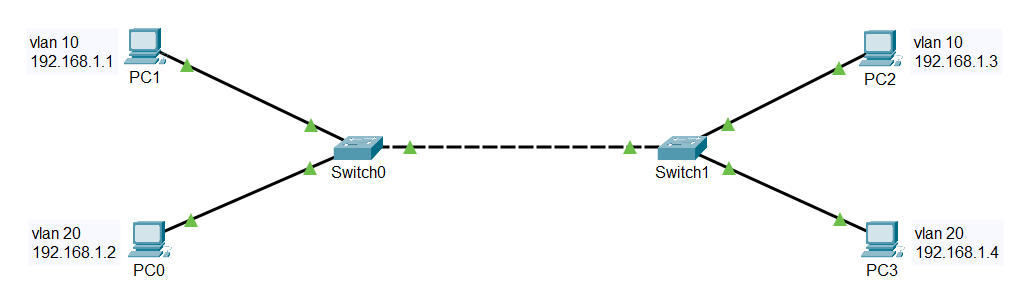 vlan 10
192.168.1.1
PC1
vlan 10
192.168.1.3
PC2
Switch0
Switch1
vlan 20
192.168.1.2
PC0
vlan 20
192.168.1.4
PC3